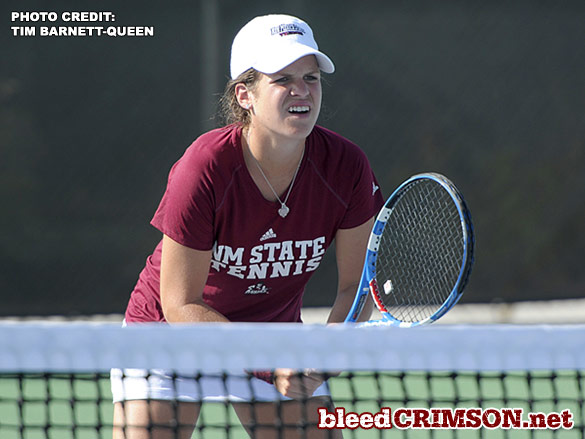 PHOTO CREDIT:
TIM BARNETT-QUEEN
NM STATE
TENNIS
bleedCRIMSON.net